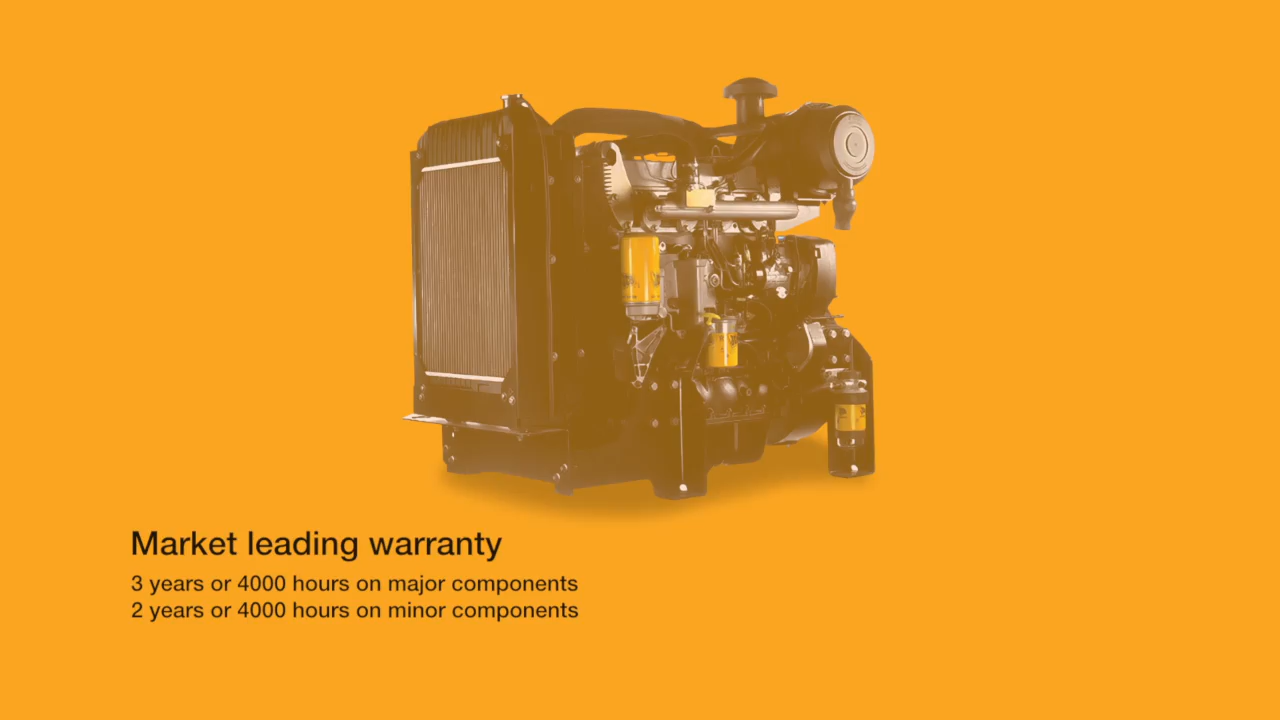 Market leading warranty
3 years or 4000 hours on major components
2 years or 4000 hours on minor components